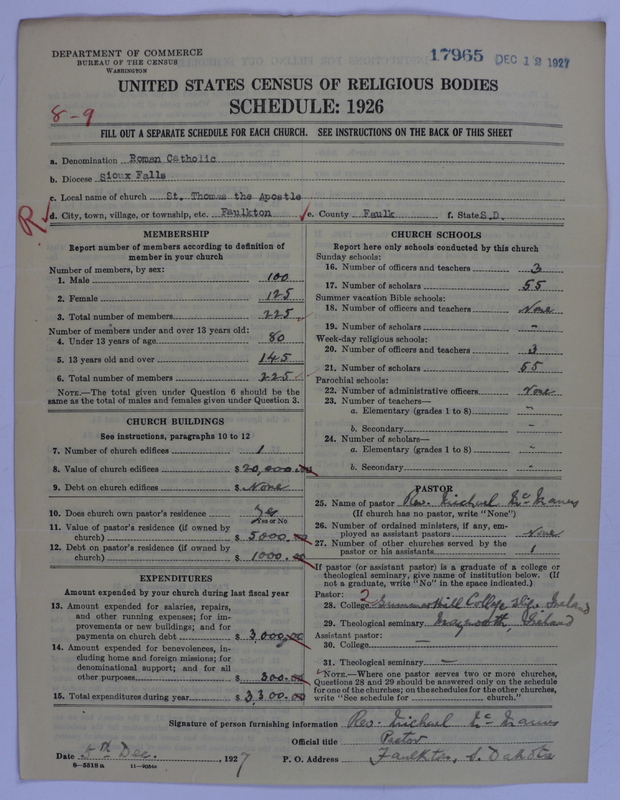 DEPARTMENT OF COMMERCE
BUREAU OF THE CENSUS
WASHINGTON
17965 DEC 12 1927
UNITED STATES CENSUS OF RELIGIOUS BODIES
SCHEDULE: 1926
8-9
FILL OUT A SEPARATE SCHEDULE FOR EACH CHURCH. SEE INSTRUCTIONS ON THE BACK OF THIS SHEET
a. Denomination Roman Catholic
b. Diocese Sioux Falls
c. Local name of church St. Thomas the Apostle
R
d. City, town, village, or township, etc. Faulkton e. County Faulk f. State S.D.
MEMBERSHIP
Report number of members according to definition of
member in your church
Number of members, by sex:
1. Male 100
2. Female 125
3. Total number of members 225
Number of members under and over 13 years old:
4. Under 13 years of age 80
5. 13 years old and over 145
6. Total number of members 225
NOTE.—The total given under Question 6 should be the
same as the total of males and females given under Question 3.
CHURCH BUILDINGS
See instructions, paragraphs 10 to 12
7. Number of church edifices 1
8. Value of church edifices $ 20,000.00
9. Debt on church edifices $ None
10. Does church own pastor's residence Yes
Yes or No
11. Value of pastor's residence (if owned by
church) $ 5000.00
12. Debt on pastor's residence (if owned by
church) $ 1000.00
EXPENDITURES
Amount expended by your church during last fiscal year
13. Amount expended for salaries, repairs,
and other running expenses; for im-
provements or new buildings; and for
payments on church debt $ 3,000.00
14. Amount expended for benevolences, in-
cluding home and foreign missions; for
denominational support; and for all
other purposes $ 300.00
15. Total expenditures during year $ 3,300.00
CHURCH SCHOOLS
Report here only schools conducted by this church
Sunday schools:
16. Number of officers and teachers 3
17. Number of scholars 55
Summer vacation Bible schools:
18. Number of officers and teachers None
19. Number of scholars -
Week-day religious schools:
20. Number of officers and teachers 3
21. Number of scholars 55
Parochial schools:
22. Number of administrative officers None
23. Number of teachers—
a. Elementary (grades 1 to 8) -
b. Secondary -
24. Number of scholars—
a. Elementary (grades 1 to 8) -
b. Secondary -
PASTOR
25. Name of pastor Rev. Michael McManus
(If church has no pastor, write "None")
26. Number of ordained ministers, if any, em-
ployed as assistant pastors None
27. Number of other churches served by the
pastor or his assistants 1
If pastor (or assistant pastor) is a graduate of a college or
theological seminary, give name of institution below. (If
not a graduate, write "No" in the space indicated.)
Pastor: 2
28. College Summerhill College Sligo Ireland
29. Theological seminary Maynooth, Ireland
Assistant pastor:
30. College —
31. Theological seminary —
NOTE.—Where one pastor serves two or more churches,
Questions 28 and 29 should be answered only on the schedule
for one of the churches; on the schedules for the other churches,
write "See schedule for church."
Signature of person furnishing information Rev. Michael McManus
Official title Pastor
Date 5th Dec. , 1927 P. O. Address Faulkton, S. Dakota
8-5518 a 11-9054a